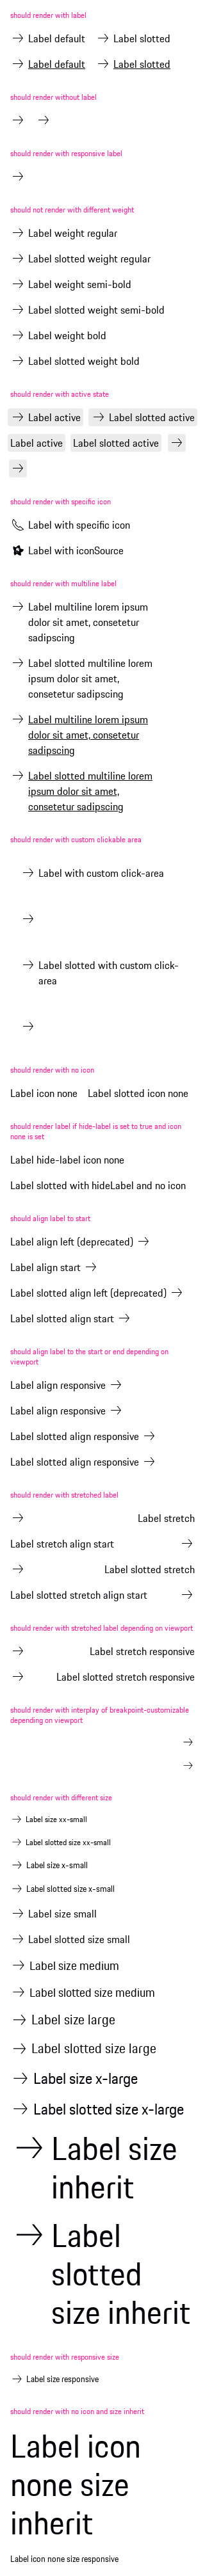 should render with label
Label default Label slotted
Label default Label slotted
should render without label
should render with responsive label
should not render with different weight
Label weight regular
Label slotted weight regular
Label weight semi-bold
Label slotted weight semi-bold
Label weight bold
Label slotted weight bold
should render with active state
Label active Label slotted active
Label active Label slotted active
should render with specific icon
Label with specific icon
Label with iconSource
should render with multiline label
Label multiline lorem ipsum
dolor sit amet, consetetur
sadipscing
Label slotted multiline lorem
ipsum dolor sit amet,
consetetur sadipscing
Label multiline lorem ipsum
dolor sit amet, consetetur
sadipscing
Label slotted multiline lorem
ipsum dolor sit amet,
consetetur sadipscing
should render with custom clickable area
Label with custom click-area
Label slotted with custom click-
area
should render with no icon
Label icon none Label slotted icon none
should render label if hide-label is set to true and icon
none is set
Label hide-label icon none
Label slotted with hideLabel and no icon
should align label to start
Label align left (deprecated)
Label align start
Label slotted align left (deprecated)
Label slotted align start
should align label to the start or end depending on
viewport
Label align responsive
Label align responsive
Label slotted align responsive
Label slotted align responsive
should render with stretched label
Label stretch
Label stretch align start
Label slotted stretch
Label slotted stretch align start
should render with stretched label depending on viewport
Label stretch responsive
Label slotted stretch responsive
should render with interplay of breakpoint-customizable
depending on viewport
should render with different size
Label size xx-small
Label slotted size xx-small
Label size x-small
Label slotted size x-small
Label size small
Label slotted size small
Label size medium
Label slotted size medium
Label size large
Label slotted size large
Label size x-large
Label slotted size x-large
Label size
inherit
Label
slotted
size inherit
should render with responsive size
Label size responsive
should render with no icon and size inherit
Label icon
none size
inherit
Label icon none size responsive